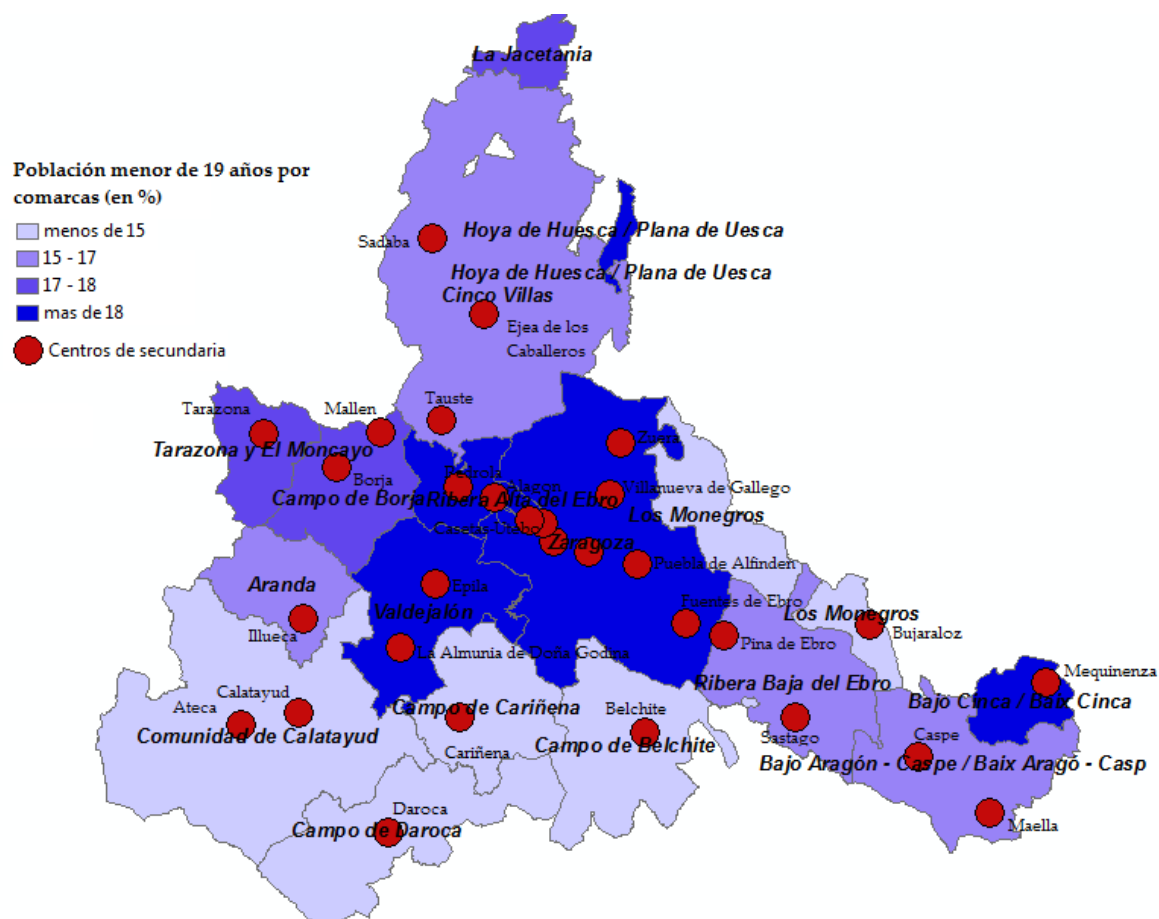 La Jacetania
Población menor de 19 años por
comarcas (en %)
menos de 15
15 - 17
17 - 18
mas de 18
Centros de secundaria
Sadaba
Hoya de Huesca / Plana de Uesca
Hoya de Huesca / Plana de Uesca
Cinco Villas
Ejea de los
Caballeros
Tauste
Tarazona
Mallen
Tarazona y El Moncayo
Zuera
Borja
Pedrola
Alagon
Villanueva de Gallego
Campo de Borja
Ribera Alta del Ebro
Los Monegros
Casetas-Utebo
Zaragoza
Puebla de Alfinden
Aranda
Epila
Valdejalón
Fuentes de Ebro
Los Monegros
Illueca
Bujaraloz
Pina de Ebro
La Almunia de Doña Godina
Mequinenza
Ribera Baja del Ebro
Calatayud
Ateca
Campo de Cariñena
Belchite
Bajo Cinca / Baix Cinca
Comunidad de Calatayud
Campo de Belchite
Sastago
Caspe
Cariñena
Bajo Aragón - Caspe / Baix Aragó - Casp
Daroca
Campo de Daroca
Maella